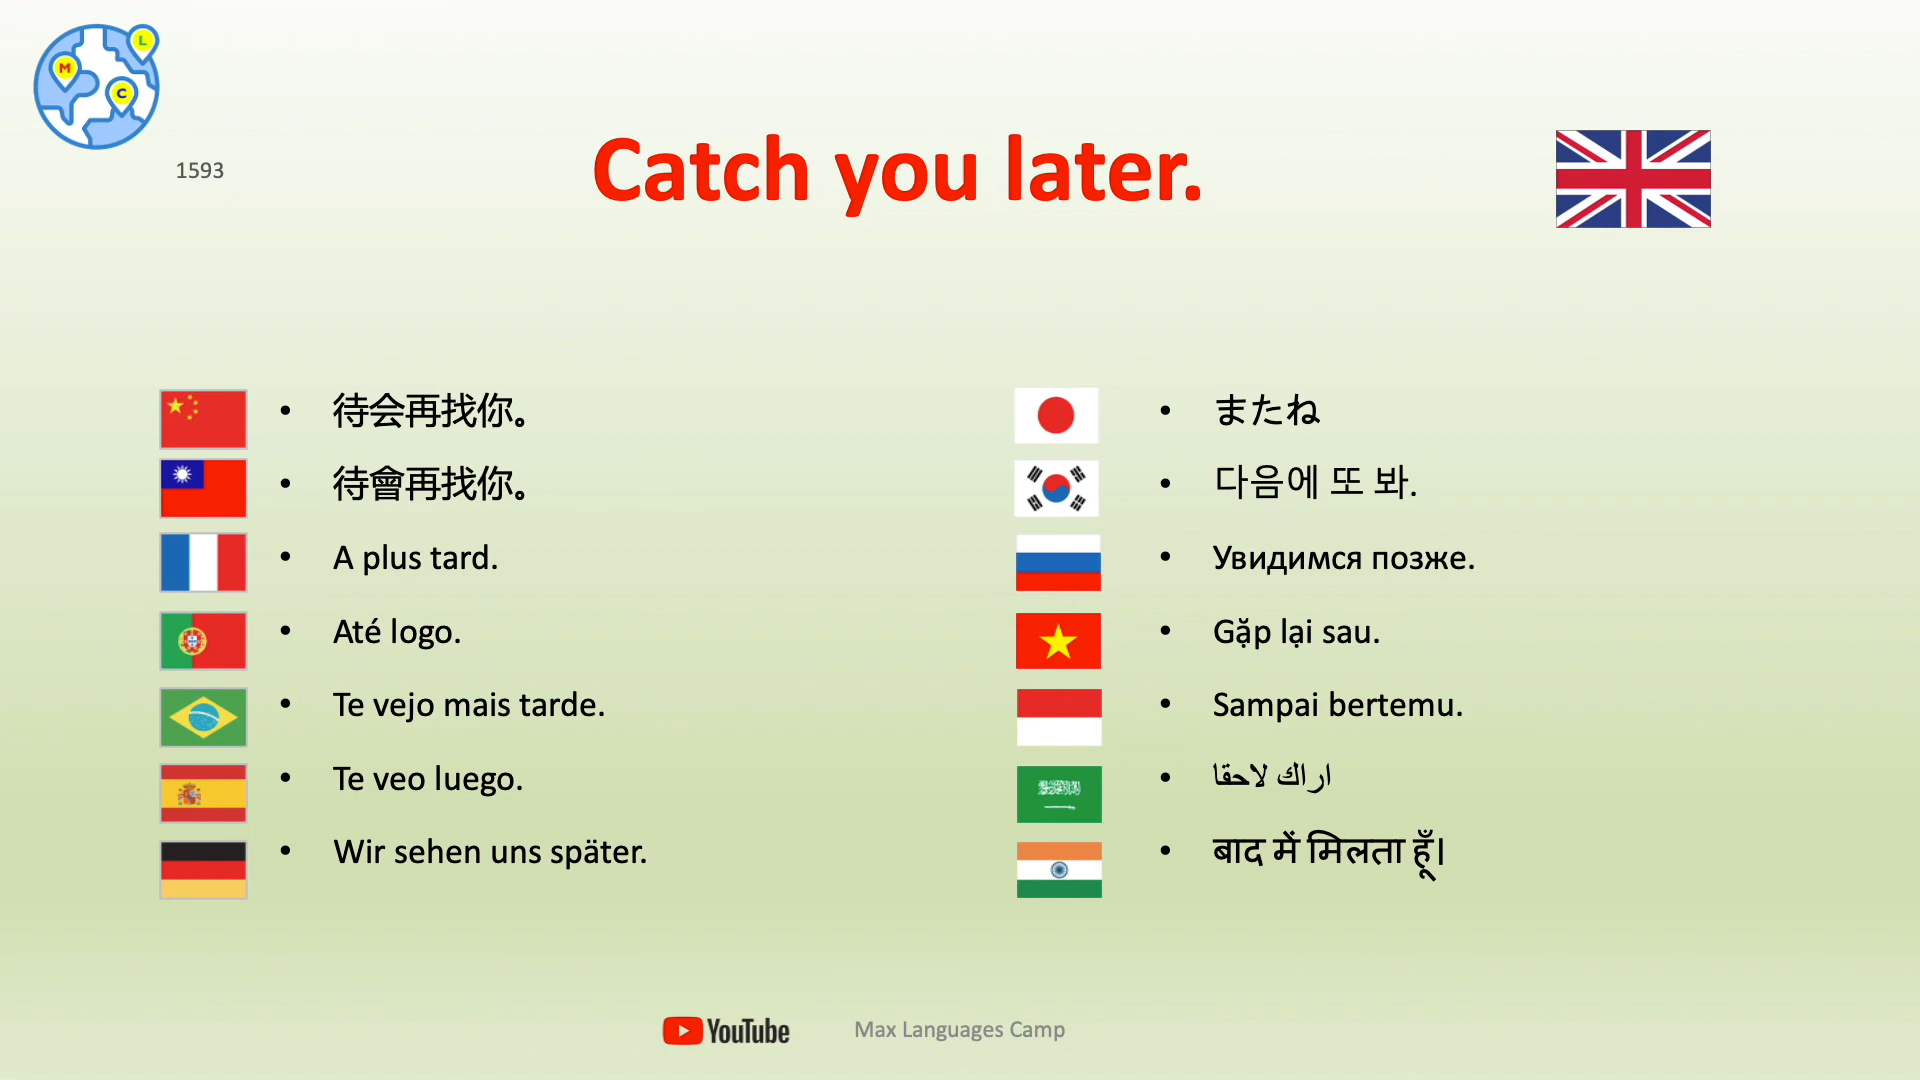 L
M
C
1593
Catch you later.
待会再找你。
待會再找你。
A plus tard.
Até logo.
Te vejo mais tarde.
Te veo luego.
Wir sehen uns später.
またね
다음에 또 봐.
Увидимся позже.
Gặp lại sau.
Sampai bertemu.
اراك لاحقا
बाद में मिलता हूँ।
YouTube
Max Languages Camp